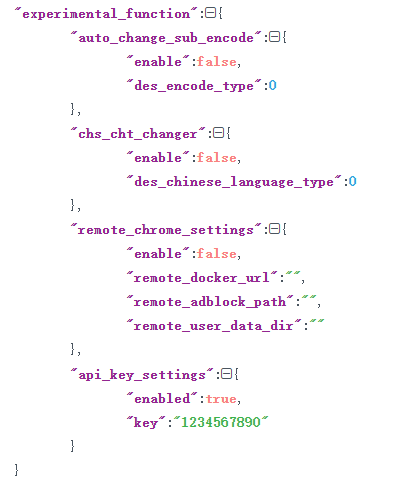 "experimental_function":{
"auto_change_sub_encode":{
"enable":false,
"des_encode_type":0
},
"chs_cht_changer":{
"enable":false,
"des_chinese_language_type":0
},
"remote_chrome_settings":{
"enable":false,
"remote_docker_url":"",
"remote_adblock_path":"",
"remote_user_data_dir":""
},
"api_key_settings":{
"enabled":true,
"key":"1234567890"
}
}